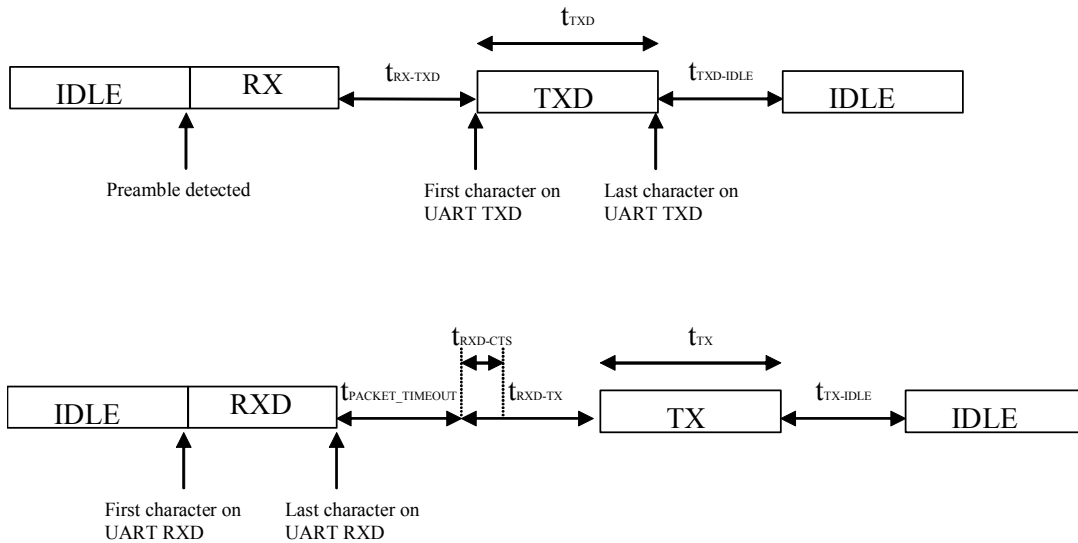 tTXD
IDLE
RX
tRX-TXD
TXD
tTXD-IDLE
IDLE
Preamble detected
First character on
UART TXD
Last character on
UART TXD
tRXD-CTS
tTX
IDLE
RXD
tPACKET_TIMEOUT
tRXD-TX
TX
tTX-IDLE
IDLE
First character on
UART RXD
Last character on
UART RXD